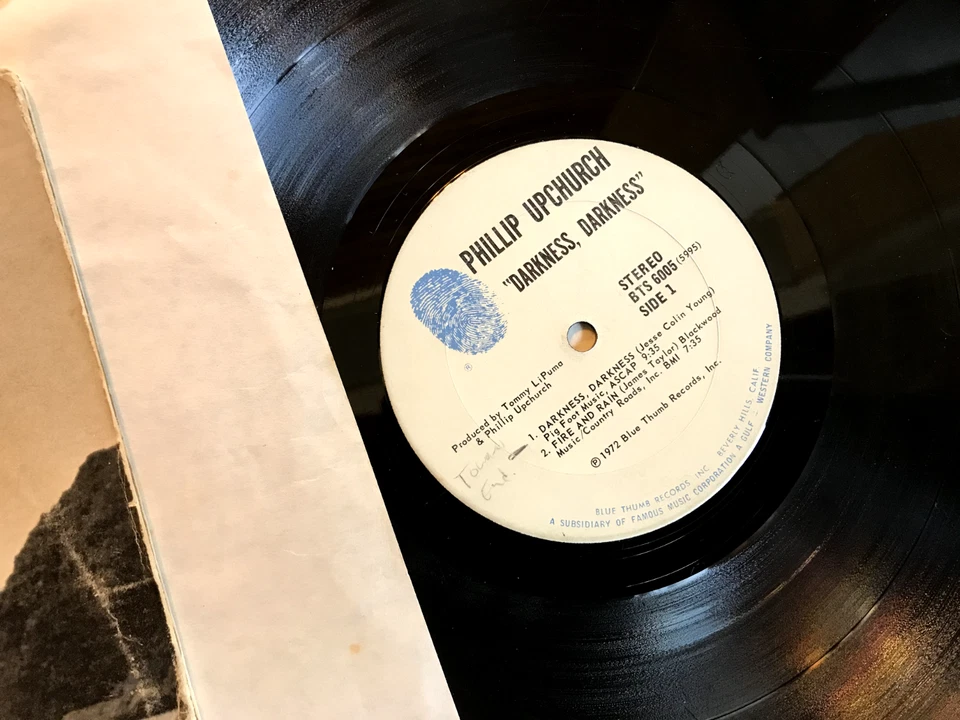 PHILLIP UPCHURCH
"DARKNESS, DARKNESS"
STEREO
BTS 6005 (5995)
SIDE 1
®
Produced by Tommy LiPuma
& Phillip Upchurch
1. DARKNESS, DARKNESS (Jesse Colin Young)
Pig Foot Music, ASCAP 9:35
2. FIRE AND RAIN (James Taylor) Blackwood
Music/Country Roads, Inc. BMI 7:35
℗ 1972 Blue Thumb Records, Inc.
End.
BLUE THUMB RECORDS, INC. BEVERLY HILLS, CALIF.
A SUBSIDIARY OF FAMOUS MUSIC CORPORATION A GULF + WESTERN COMPANY